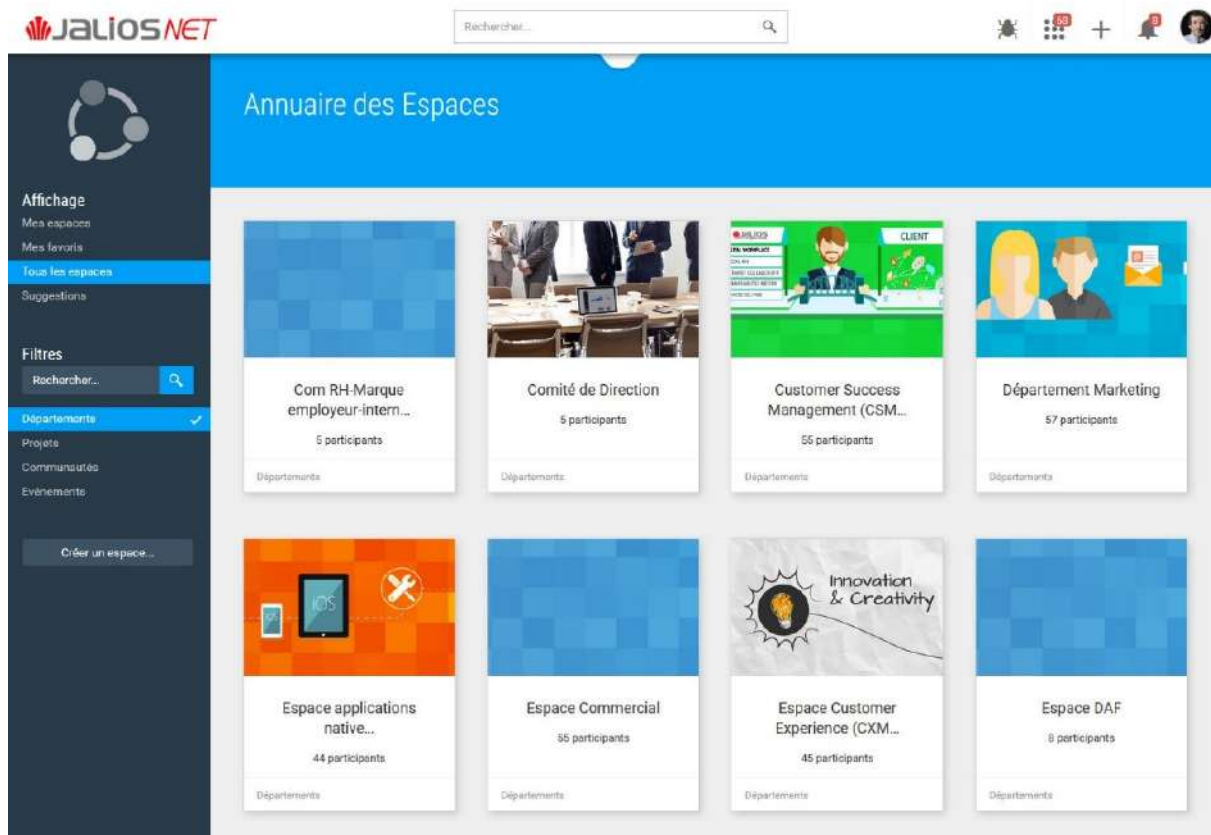 JALIOS NET
Rechercher...
Annuaire des Espaces
Affichage
Mes espaces
Mes favoris
Tous les espaces
Suggestions
Filtres
Rechercher...
Départements
Projets
Communautés
Evènements
Créer un espace...
JALIOS
CLIENT
Com RH-Marque
employeur-intern...
5 participants
Départements
Comité de Direction
5 participants
Départements
Customer Success
Management (CSM...
55 participants
Départements
Département Marketing
57 participants
Départements
iOS
Espace applications
native...
44 participants
Départements
Espace Commercial
55 participants
Départements
Innovation
& Creativity
Espace Customer
Experience (CXM...
45 participants
Départements
Espace DAF
8 participants
Départements